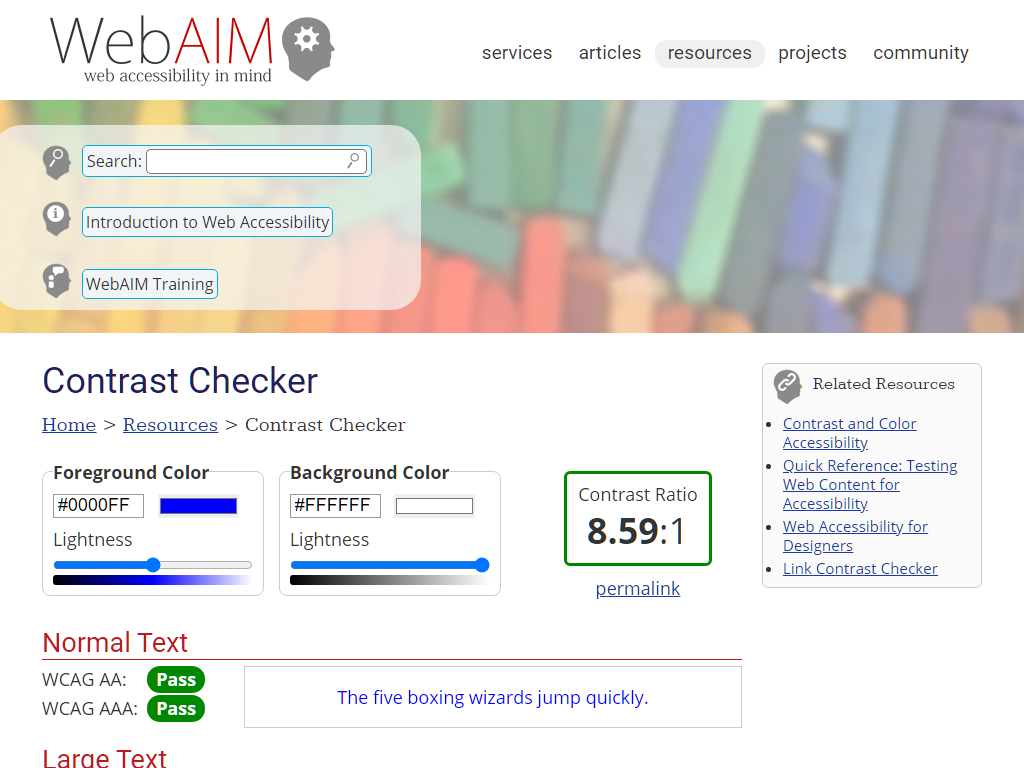 WebAIM
web accessibility in mind
services articles resources projects community
Search:
Introduction to Web Accessibility
WebAIM Training
Contrast Checker
Home > Resources > Contrast Checker
Foreground Color
#0000FF
Lightness
Background Color
#FFFFFF
Lightness
Contrast Ratio
8.59:1
permalink
Related Resources
Contrast and Color
Accessibility
Quick Reference: Testing
Web Content for
Accessibility
Web Accessibility for
Designers
Link Contrast Checker
Normal Text
WCAG AA: Pass
WCAG AAA: Pass
The five boxing wizards jump quickly.
Large Text